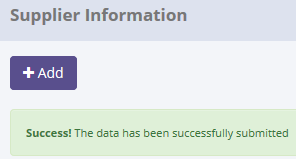 Supplier Information
+ Add
Success! The data has been successfully submitted